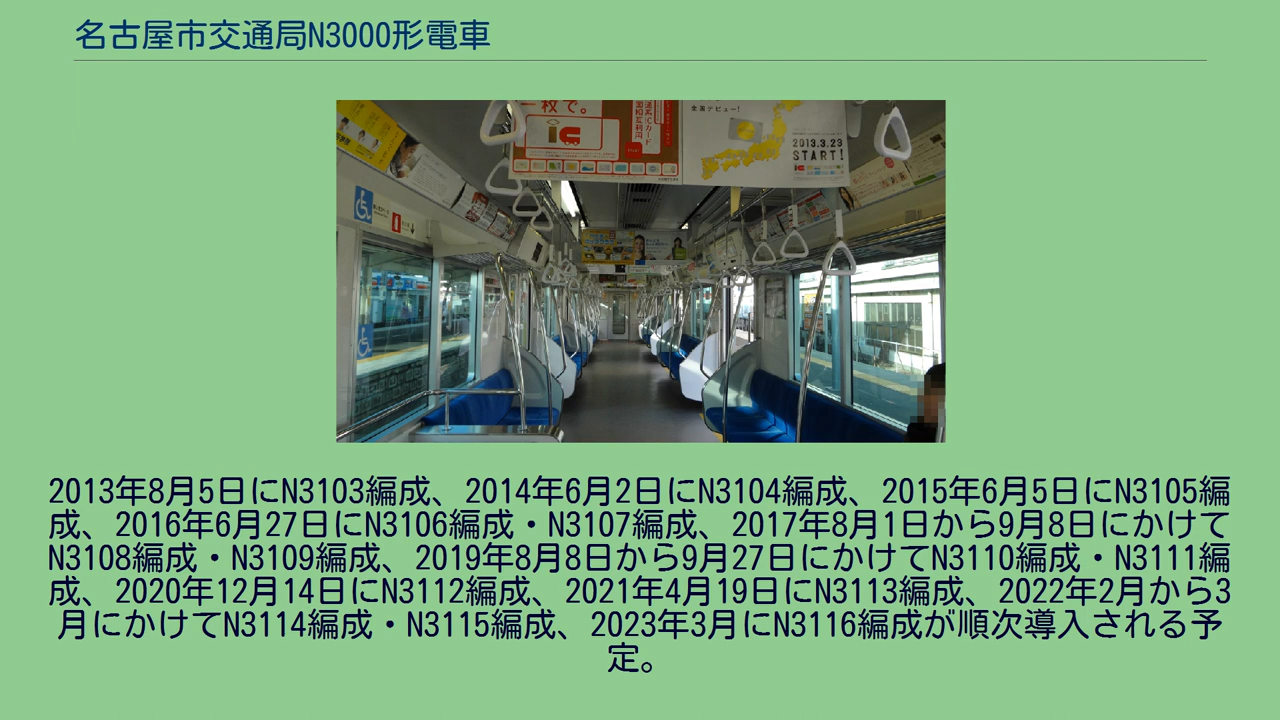 名古屋市交通局N3000形電車
一枚で。
全国デビュー!
2013.3.23
START!
2013年8月5日にN3103編成、2014年6月2日にN3104編成、2015年6月5日にN3105編
成、2016年6月27日にN3106編成・N3107編成、2017年8月1日から9月8日にかけて
N3108編成・N3109編成、2019年8月8日から9月27日にかけてN3110編成・N3111編
成、2020年12月14日にN3112編成、2021年4月19日にN3113編成、2022年2月から3
月にかけてN3114編成・N3115編成、2023年3月にN3116編成が順次導入される予
定。